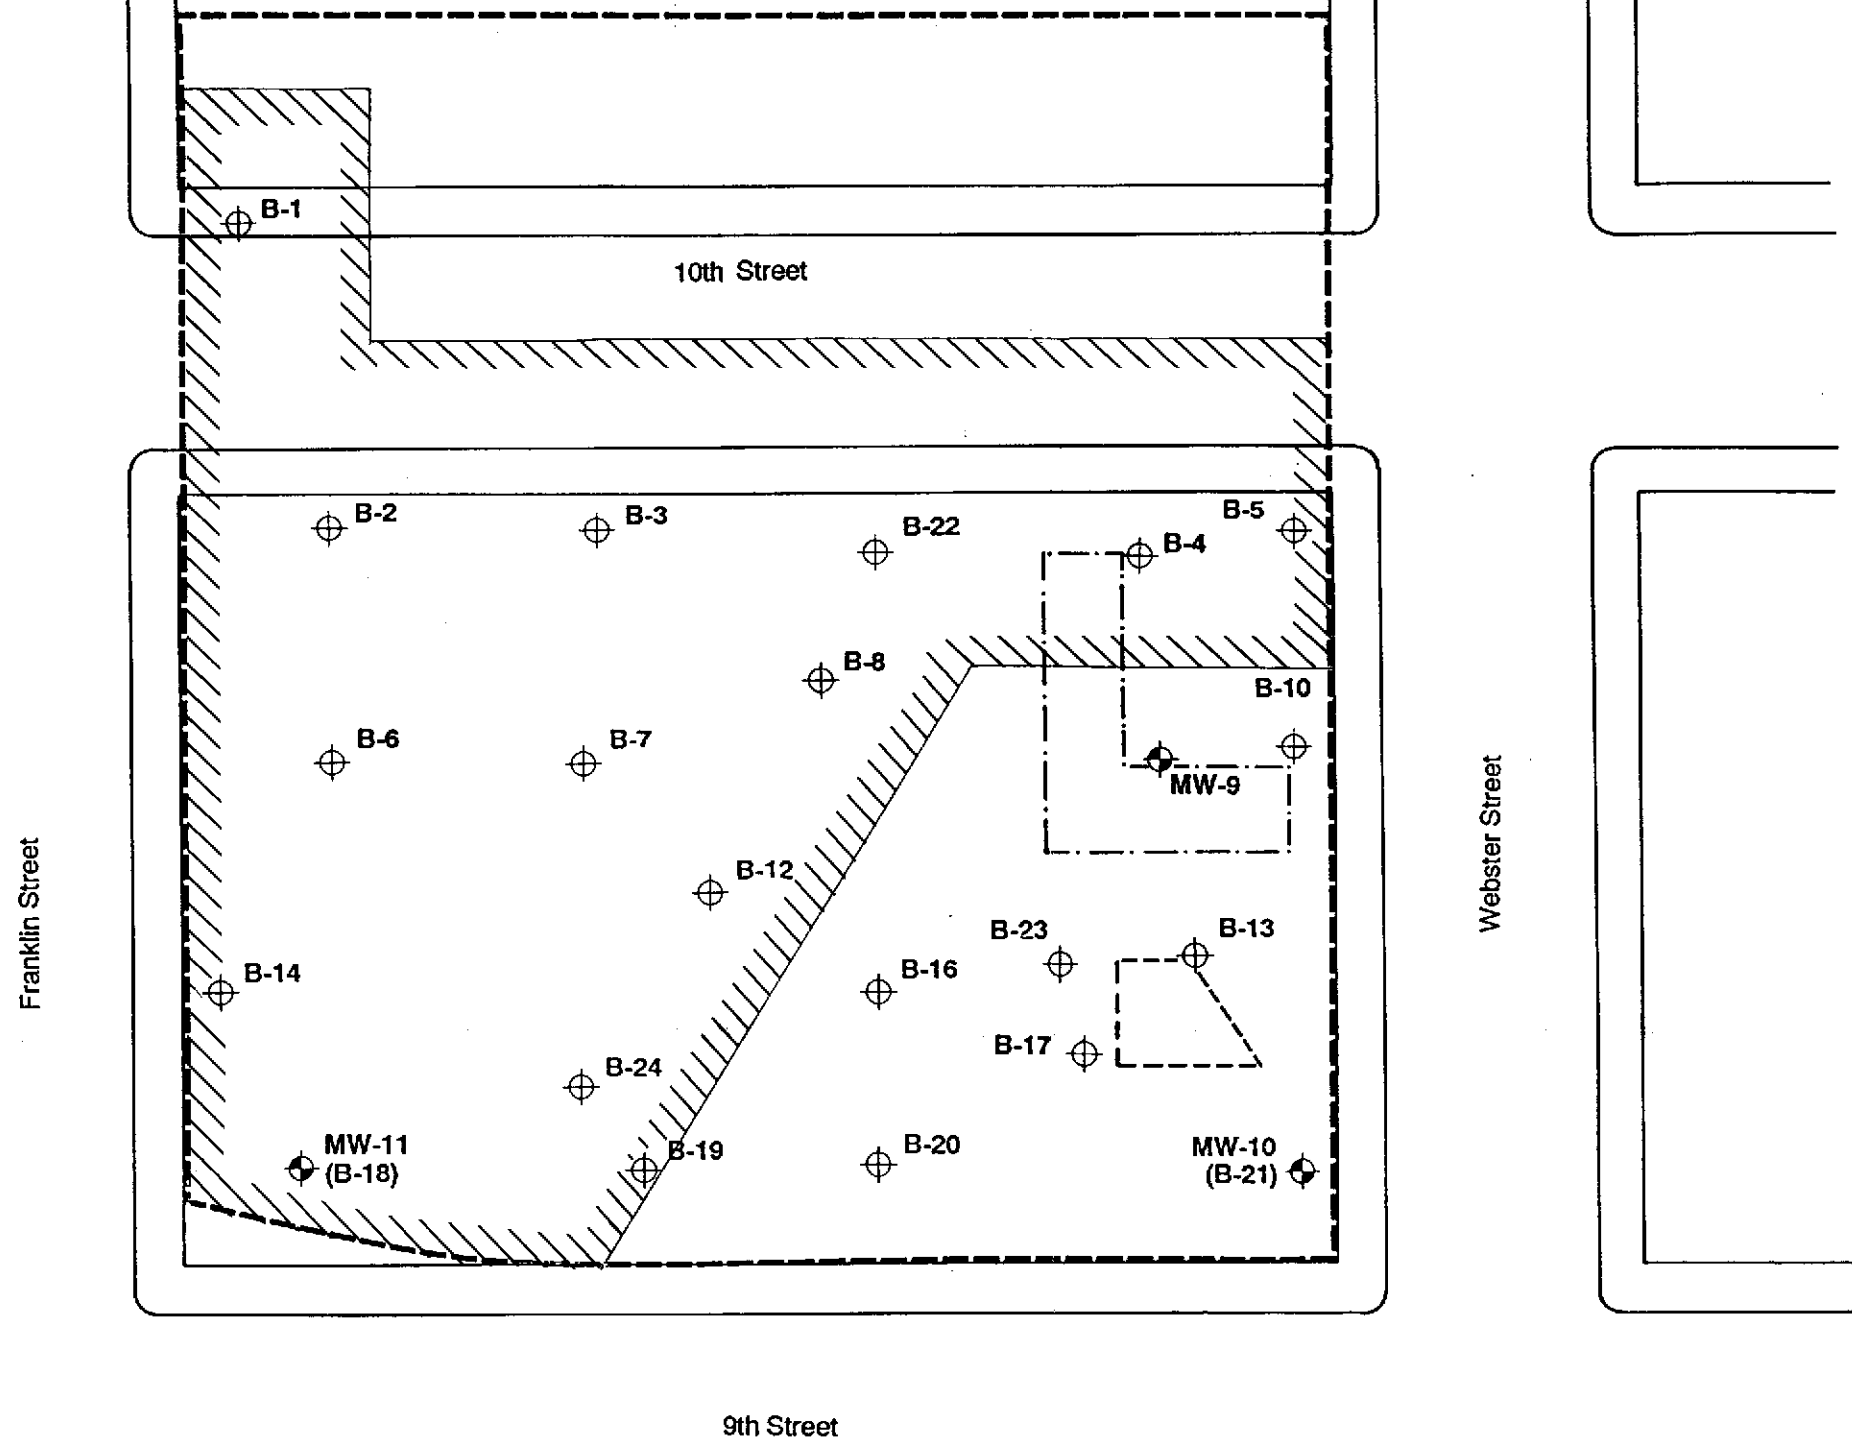 B-1
10th Street
B-2
B-3
B-22
B-5
B-4
B-8
B-10
B-6
B-7
MW-9
Webster Street
Franklin Street
B-12
B-23
B-13
B-14
B-16
B-17
B-24
MW-11
(B-18)
B-19
B-20
MW-10
(B-21)
9th Street